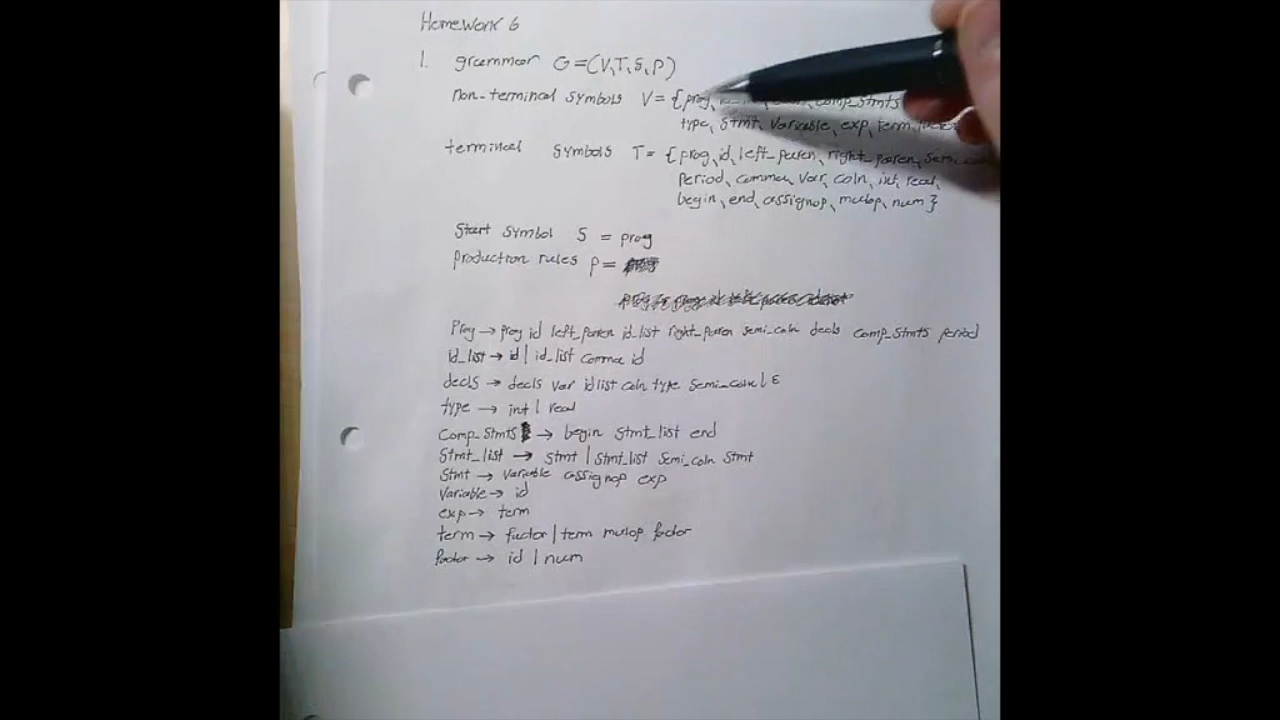 Homework 6
1. grammar G=(V,T,S,P)
non-terminal symbols V= {prog, comp_stmts
type, stmt, variable, exp, term, factor
terminal symbols T= {prog, id, left_paren, right_paren, semi_
period, comma, var, coln, int, real,
begin, end, assignop, mulop, num}
Start symbol S = prog
production rules P=
Prog → prog id left_paren id_list right_paren semi_coln decls comp_stmts period
id_list → id | id_list comma id
decls → decls var idlist coln type semi_coln | ε
type → int | real
Comp_stmts → begin stmt_list end
Stmt_list → stmt | stmt_list semi_coln stmt
Stmt → variable assignop exp
Variable → id
exp → term
term → factor | term mulop factor
factor → id | num